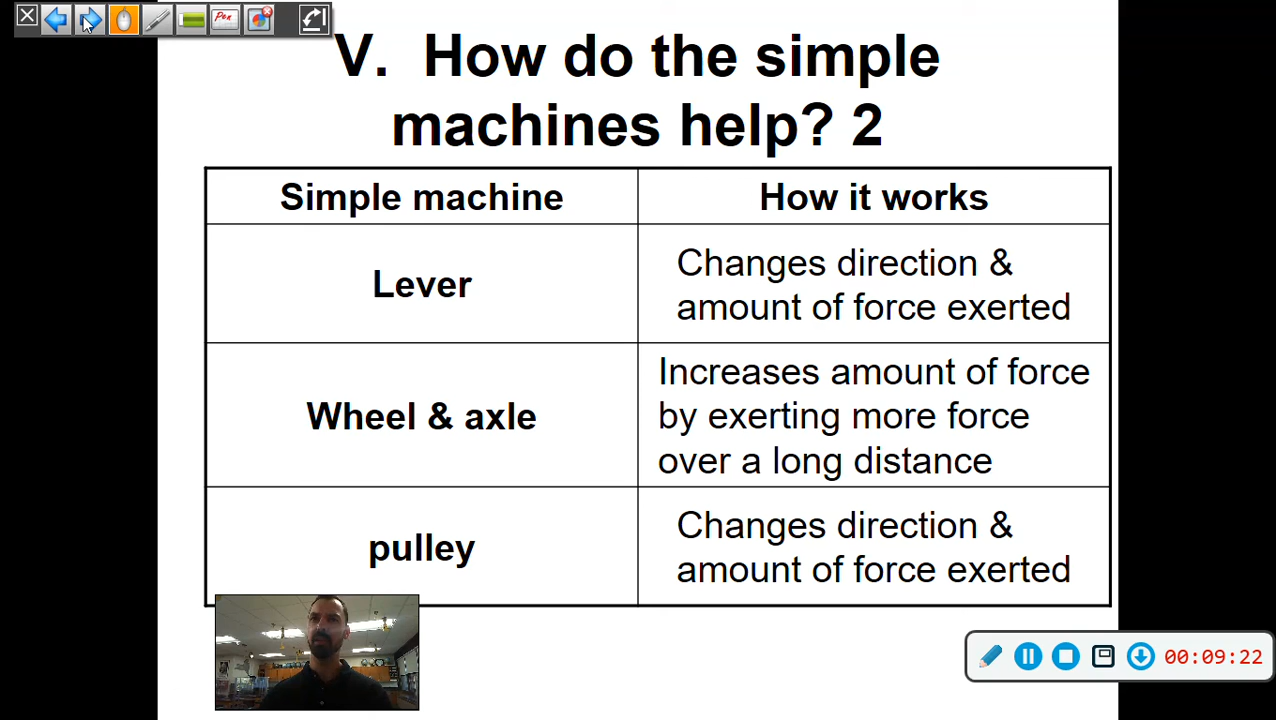 Pen
V. How do the simple
machines help? 2
Simple machine
How it works
Lever
Changes direction &
amount of force exerted
Wheel & axle
Increases amount of force
by exerting more force
over a long distance
pulley
Changes direction &
amount of force exerted
00:09:22